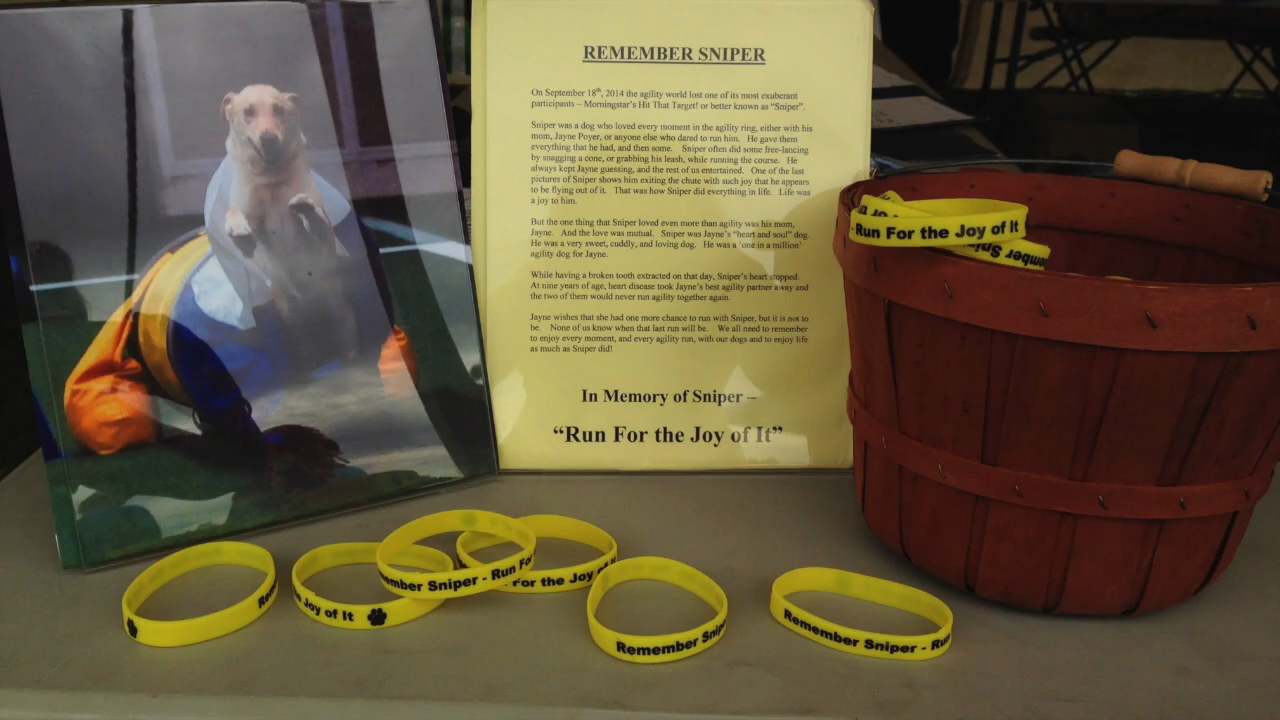 REMEMBER SNIPER
On September 18th, 2014 the agility world lost one of its most exuberant
participants – Morningstar's Hit That Target! or better known as "Sniper".
Sniper was a dog who loved every moment in the agility ring, either with his
mom, Jayne Poyer, or anyone else who dared to run him. He gave them
everything that he had, and then some. Sniper often did some free-lancing
by snagging a cone, or grabbing his leash, while running the course. He
always kept Jayne guessing, and the rest of us entertained. One of the last
pictures of Sniper shows him exiting the chute with such joy that he appears
to be flying out of it. That was how Sniper did everything in life. Life was
a joy to him.
But the one thing that Sniper loved even more than agility was his mom,
Jayne. And the love was mutual. Sniper was Jayne's "heart and soul" dog.
He was a very sweet, cuddly, and loving dog. He was a 'one in a million'
agility dog for Jayne.
While having a broken tooth extracted on that day, Sniper's heart stopped.
At nine years of age, heart disease took Jayne's best agility partner away and
the two of them would never run agility together again.
Jayne wishes that she had one more chance to run with Sniper, but it is not to
be. None of us know when that last run will be. We all need to remember
to enjoy every moment, and every agility run, with our dogs and to enjoy life
as much as Sniper did!
In Memory of Sniper –
"Run For the Joy of It"
- Run For the Joy of It
ember Sniper
Joy of It
ember Sniper - Run Fo
For the Joy of
Remember Snip
Remember Sniper - Ru